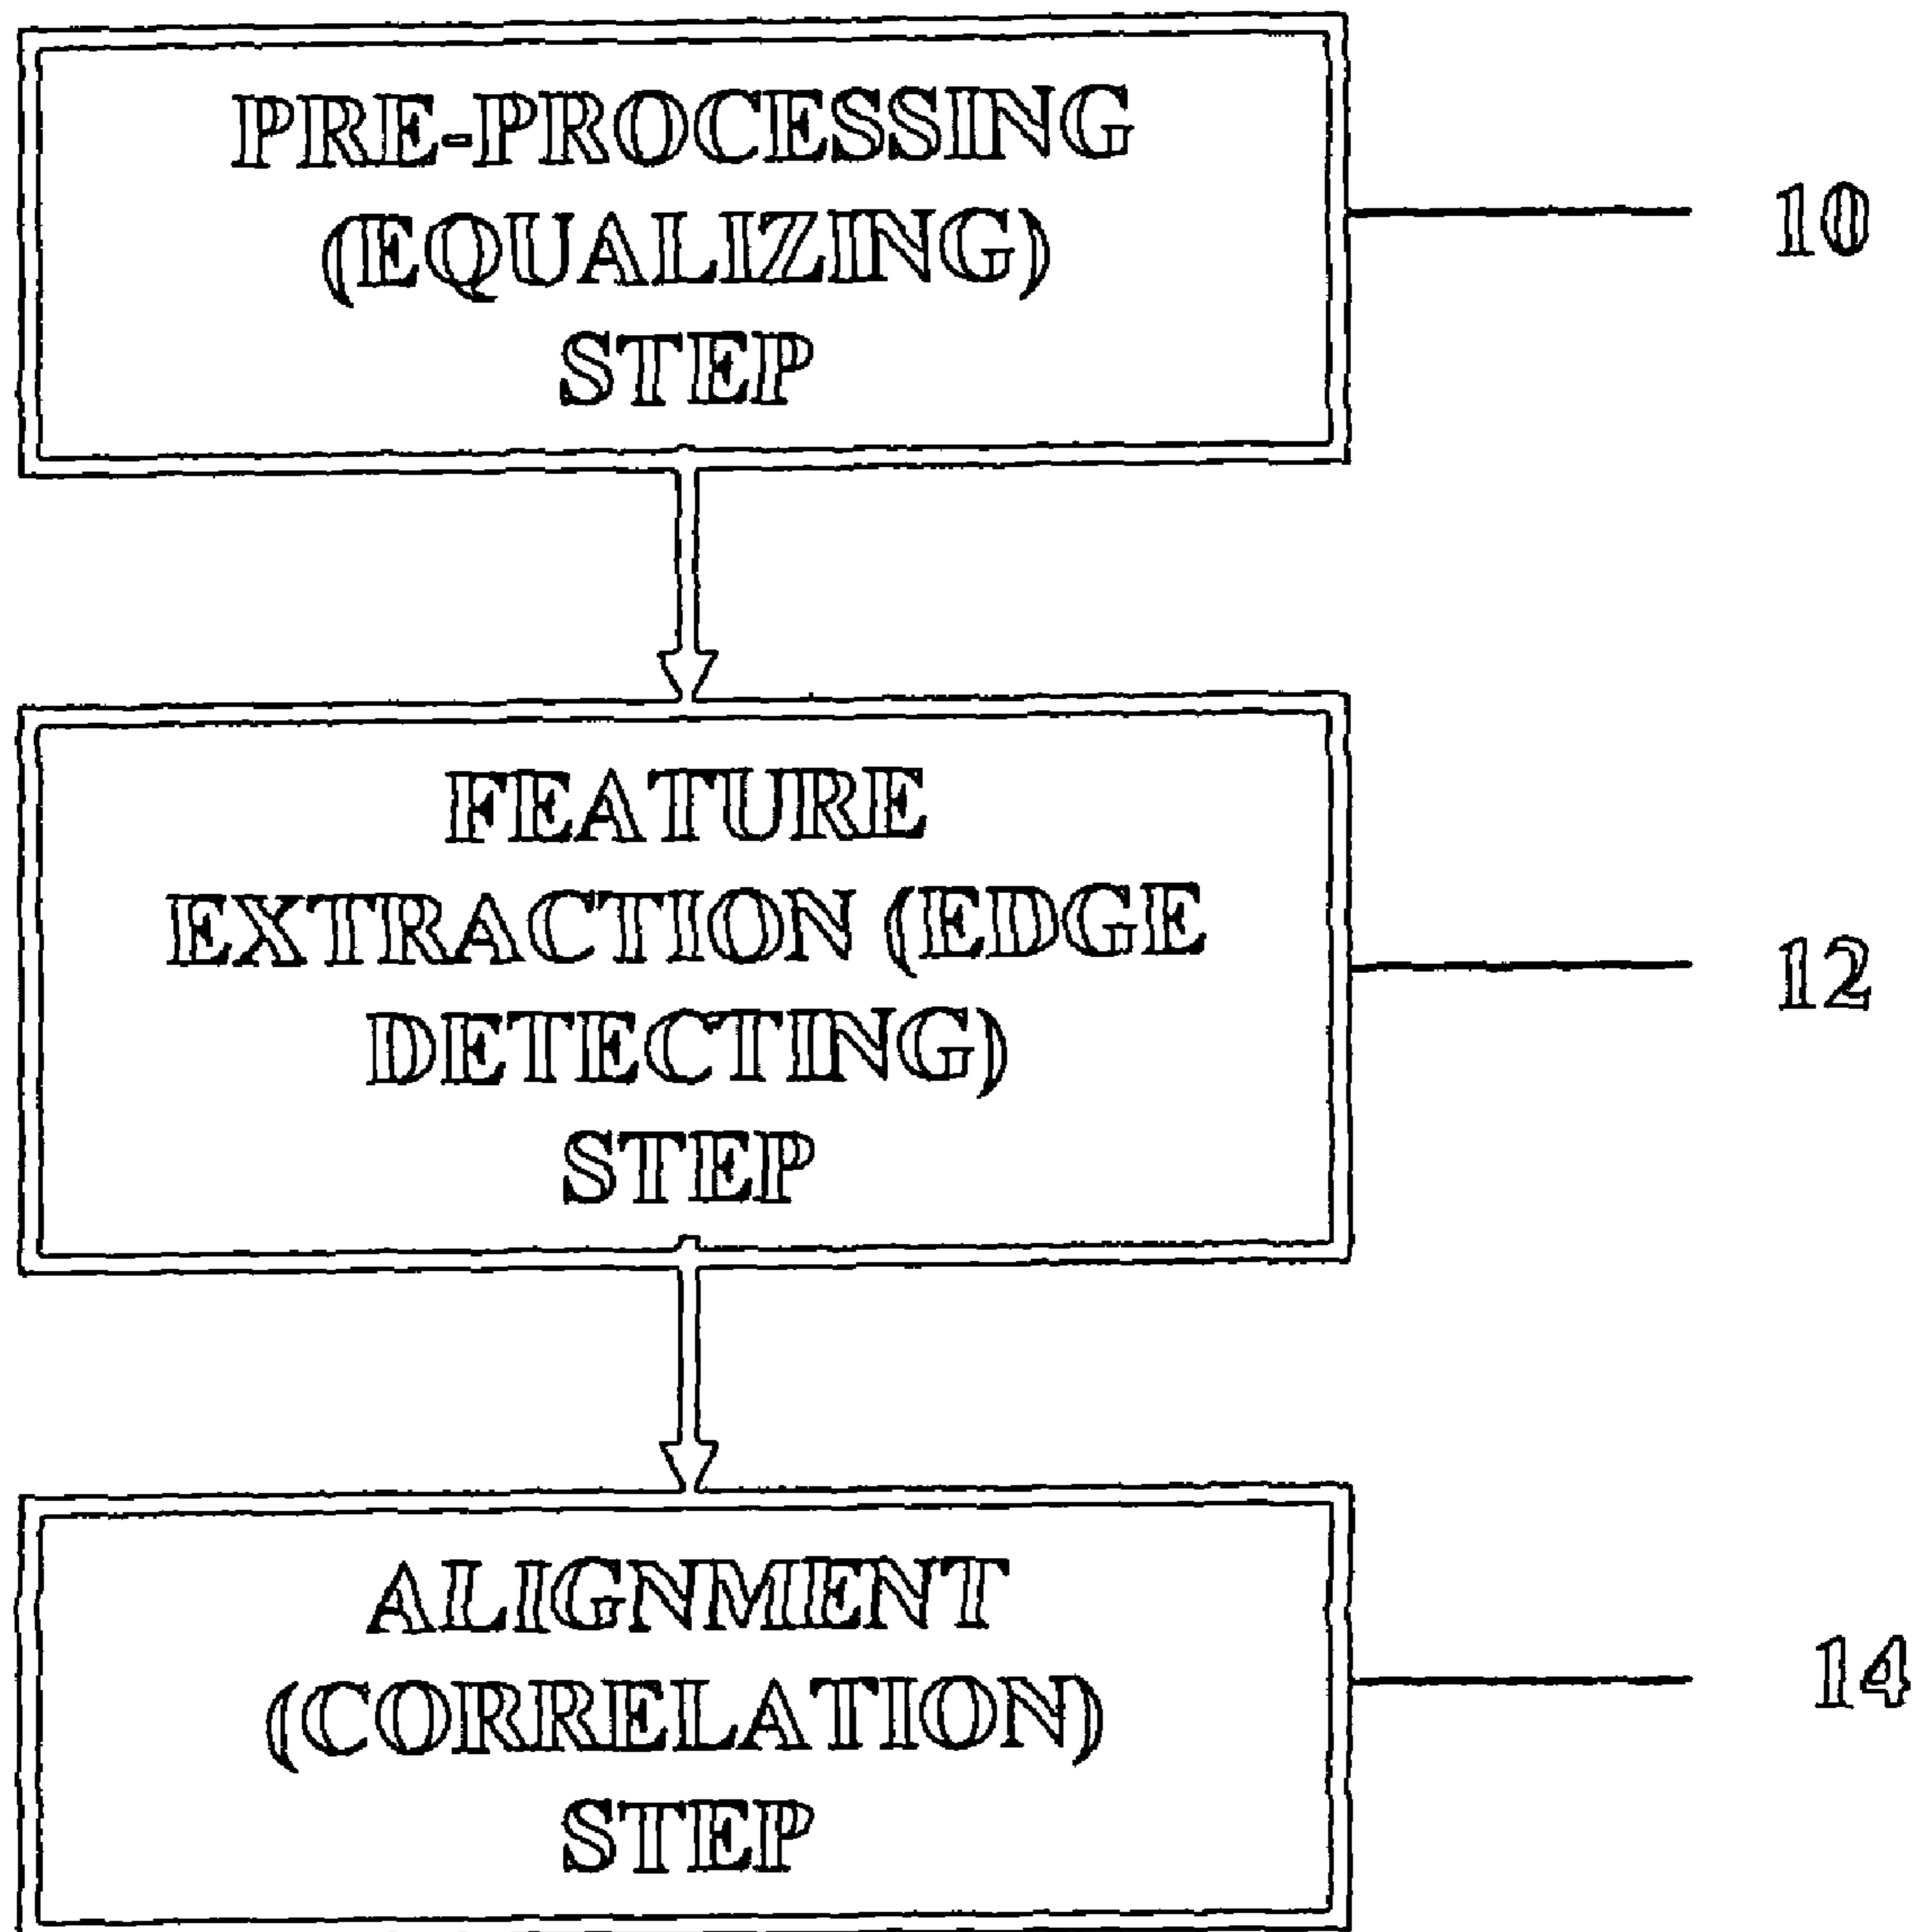 PRE-PROCESSING
(EQUALIZING)
STEP
10
FEATURE
EXTRACTION (EDGE
DETECTING)
STEP
12
ALIGNMENT
(CORRELATION)
STEP
14